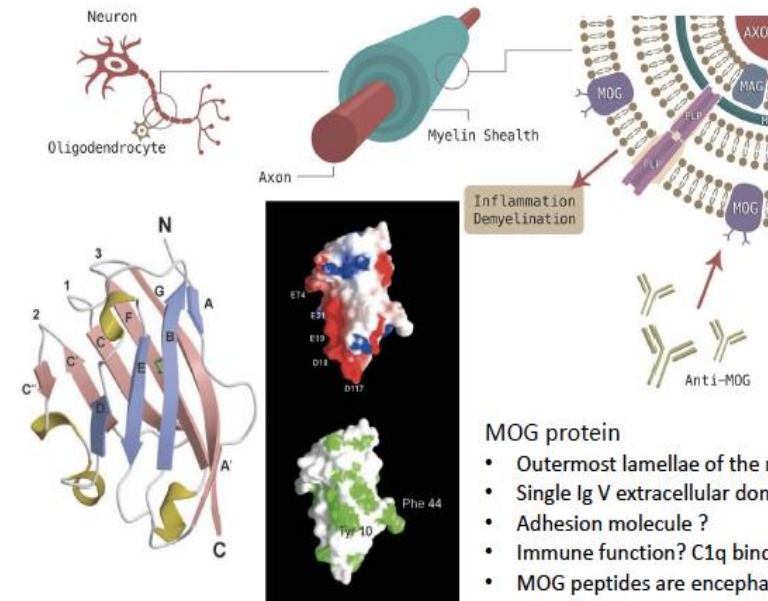 Neuron
Oligodendrocyte
Axon
Myelin Shealth
MOG
PLP
PLP
MAG
AXO
MOG
Inflammation
Demyelination
Anti-MOG
N
3
1
2
G
A
F
B
C
C'
E
C"
D
A'
C
E74
E21
E19
D18
D117
Phe 44
Tyr 10
MOG protein
• Outermost lamellae of the
• Single Ig V extracellular dom
• Adhesion molecule ?
• Immune function? C1q bind
• MOG peptides are encepha